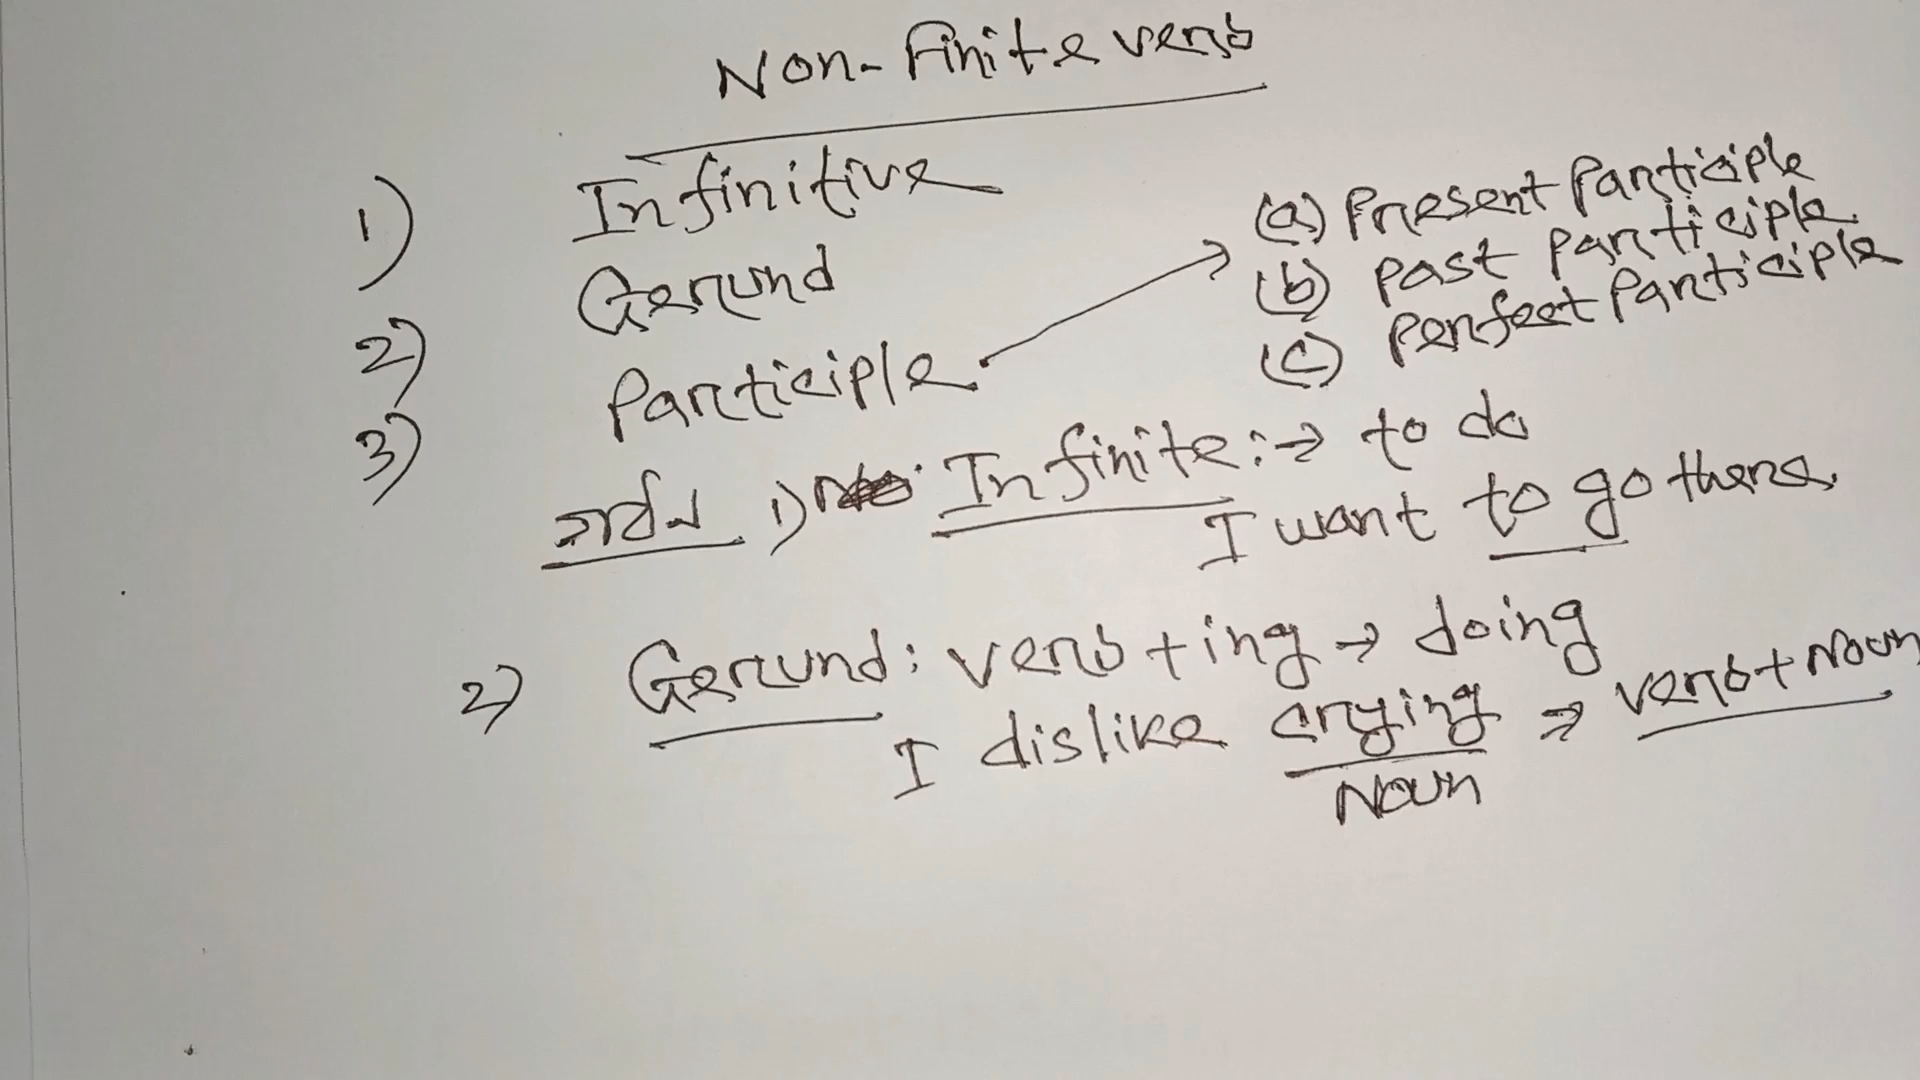 Non-finite verb
1) Infinitive
2) Gerund
3) Participle
(a) Present Participle
(b) Past Participle
(c) Perfect Participle
গঠন 1) Infinite :→ to do
I want to go there.
2) Gerund : verb + ing → doing
I dislike crying ⇒ verb + Noun
Noun